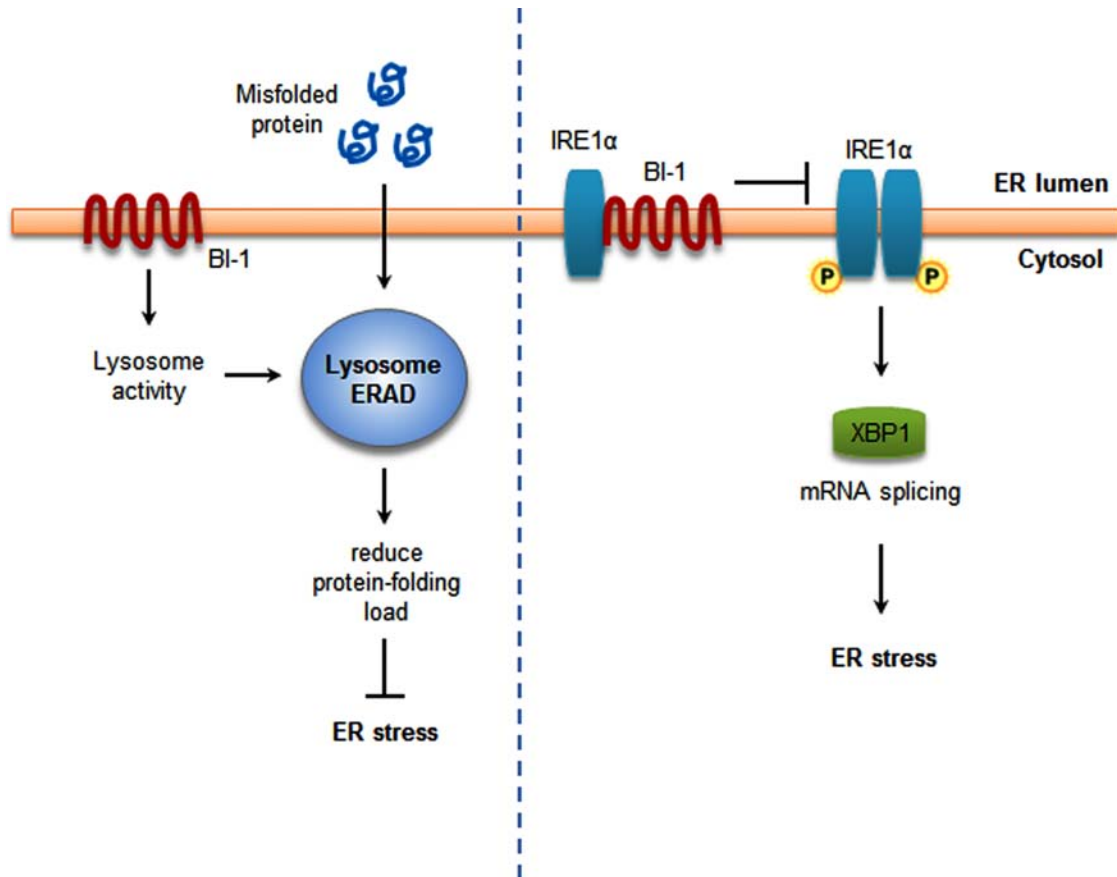 Misfolded
protein
BI-1
Lysosome
activity
Lysosome
ERAD
reduce
protein-folding
load
ER stress
IRE1α
BI-1
IRE1α
ER lumen
Cytosol
P
P
XBP1
mRNA splicing
ER stress